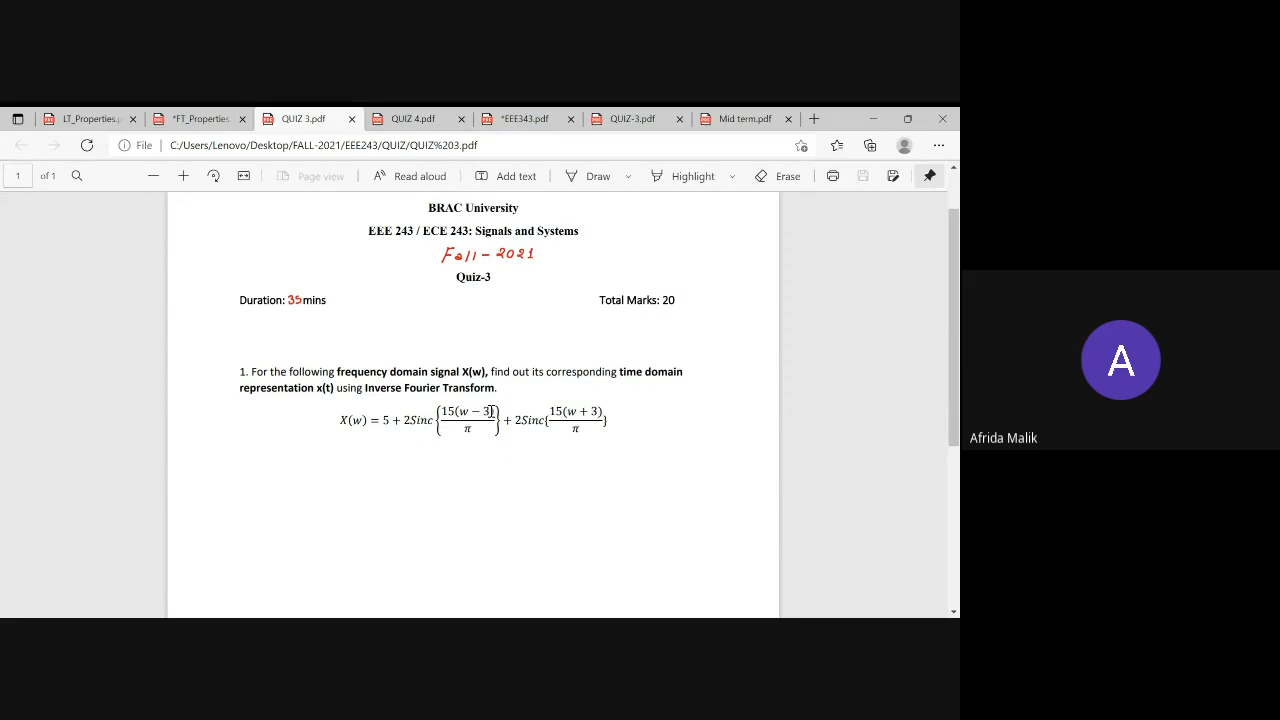 LT_Properties.p
*FT_Properties
QUIZ 3.pdf
QUIZ 4.pdf
*EEE343.pdf
QUIZ-3.pdf
Mid term.pdf
File
C:/Users/Lenovo/Desktop/FALL-2021/EEE243/QUIZ/QUIZ%203.pdf
1 of 1
Page view
Read aloud
Add text
Draw
Highlight
Erase
BRAC University
EEE 243 / ECE 243: Signals and Systems
Fall - 2021
Quiz-3
Duration: 35 mins Total Marks: 20
1. For the following frequency domain signal X(w), find out its corresponding time domain
representation x(t) using Inverse Fourier Transform.
X(w) = 5 + 2Sinc {15(w − 3)/π} + 2Sinc{15(w + 3)/π}
A
Afrida Malik